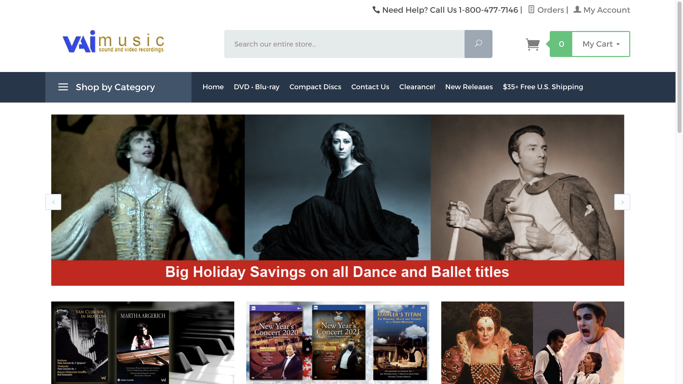 Need Help? Call Us 1-800-477-7146 | Orders | My Account
VAI music
sound and video recordings
Search our entire store...
0 My Cart
Shop by Category
Home DVD - Blu-ray Compact Discs Contact Us Clearance! New Releases $35+ Free U.S. Shipping
Big Holiday Savings on all Dance and Ballet titles
VAN CLIBURN
IN MOSCOW
MARTHA ARGERICH
New Year's
Concert 2020
New Year's
Concert 2021
MAHLER'S TITAN